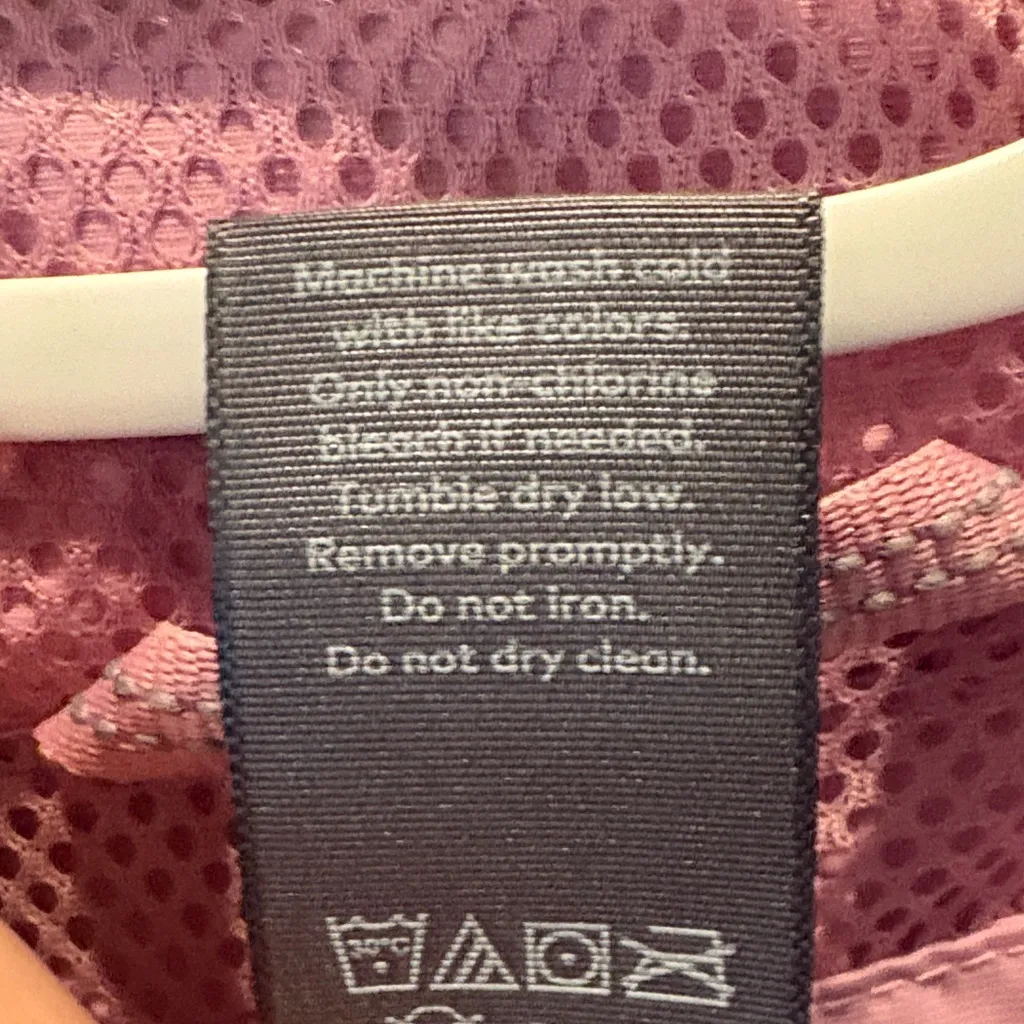 Machine wash cold
with like colors.
Only non-chlorine
bleach if needed.
Tumble dry low.
Remove promptly.
Do not iron.
Do not dry clean.
30°C